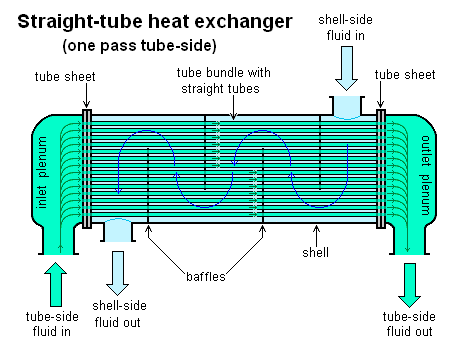 Straight-tube heat exchanger
(one pass tube-side)
shell-side
fluid in
tube sheet
tube bundle with
straight tubes
tube sheet
inlet plenum
outlet plenum
baffles
shell
tube-side
fluid in
shell-side
fluid out
tube-side
fluid out